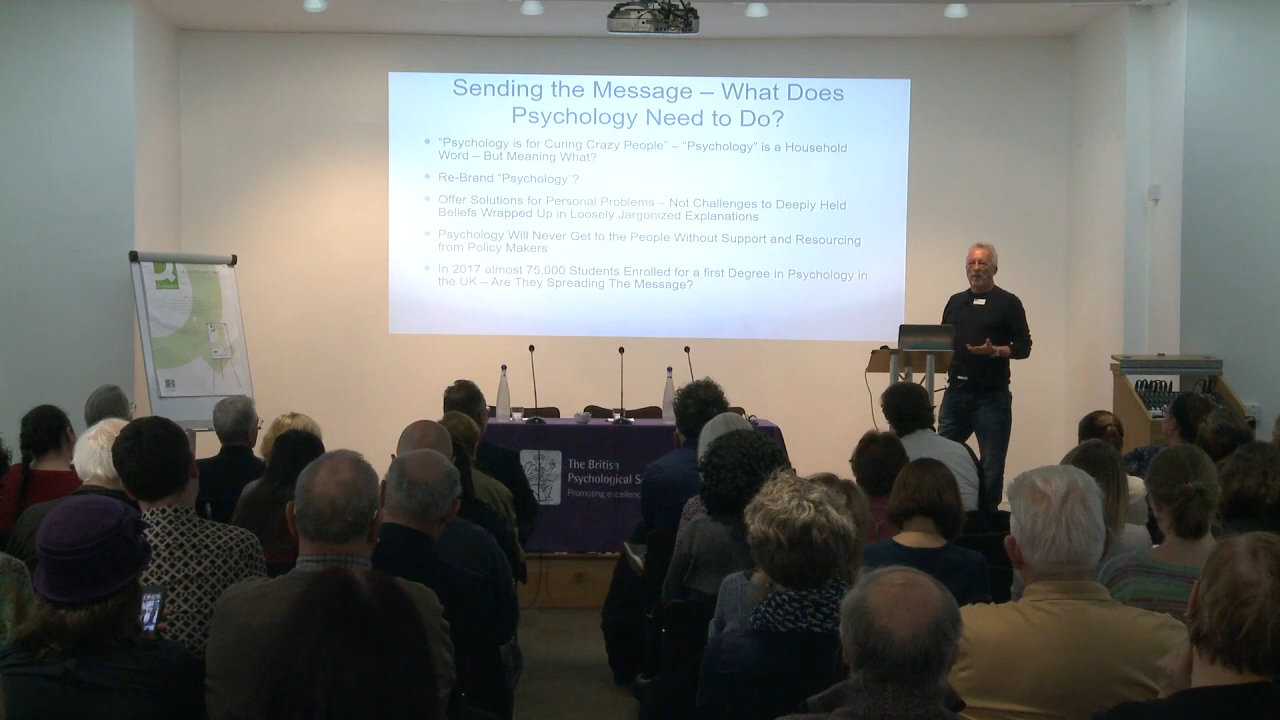 Sending the Message – What Does
Psychology Need to Do?
"Psychology is for Curing Crazy People" – "Psychology" is a Household
Word – But Meaning What?
Re-Brand "Psychology"?
Offer Solutions for Personal Problems – Not Challenges to Deeply Held
Beliefs Wrapped Up in Loosely Jargonized Explanations
Psychology Will Never Get to the People Without Support and Resourcing
from Policy Makers
In 2017 almost 75,000 Students Enrolled for a first Degree in Psychology in
the UK – Are They Spreading The Message?
The British
Psychological S
Promoting excellenc